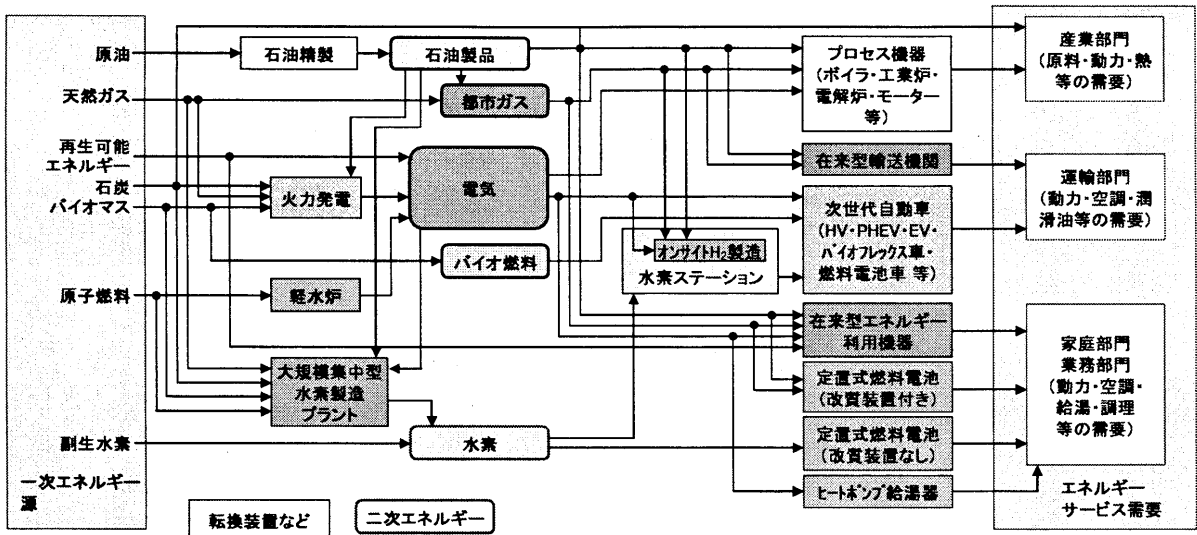 原油
天然ガス
再生可能
エネルギー
石炭
バイオマス
原子燃料
副生水素
一次エネルギー
源
石油精製
石油製品
都市ガス
電気
火力発電
バイオ燃料
軽水炉
大規模集中型
水素製造
プラント
水素
転換装置など
二次エネルギー
プロセス機器
(ボイラ・工業炉・
電解炉・モーター
等)
在来型輸送機関
次世代自動車
(HV・PHEV・EV・
バイオフレックス車・
燃料電池車 等)
オンサイトH₂製造
水素ステーション
在来型エネルギー
利用機器
定置式燃料電池
(改質装置付き)
定置式燃料電池
(改質装置なし)
ヒートポンプ給湯器
産業部門
(原料・動力・熱
等の需要)
運輸部門
(動力・空調・潤
滑油等の需要)
家庭部門
業務部門
(動力・空調・
給湯・調理
等の需要)
エネルギー
サービス需要